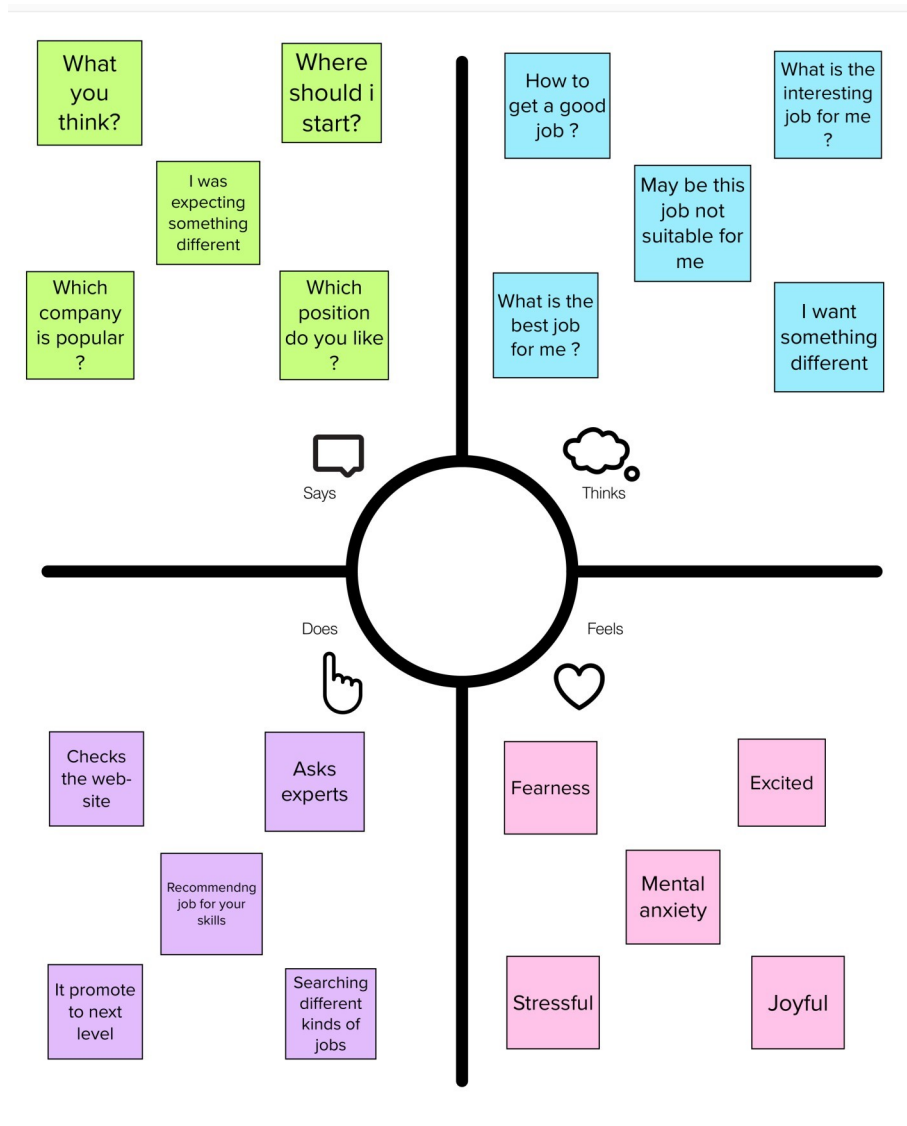 What
you
think?
Where
should i
start?
I was
expecting
something
different
Which
company
is popular
?
Which
position
do you like
?
How to
get a good
job ?
What is the
interesting
job for me
?
May be this
job not
suitable for
me
What is the
best job
for me ?
I want
something
different
Says
Thinks
Does
Feels
Checks
the web-
site
Asks
experts
Recommendng
job for your
skills
It promote
to next
level
Searching
different
kinds of
jobs
Fearness
Excited
Mental
anxiety
Stressful
Joyful